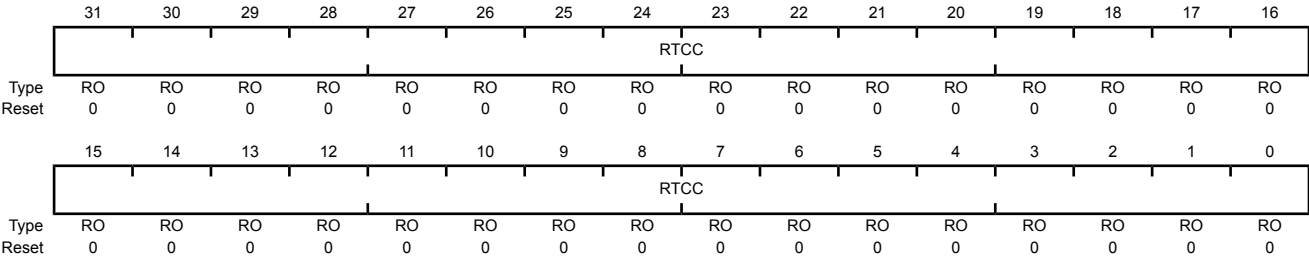 31 30 29 28 27 26 25 24 23 22 21 20 19 18 17 16
RTCC
Type RO RO RO RO RO RO RO RO RO RO RO RO RO RO RO RO
Reset 0 0 0 0 0 0 0 0 0 0 0 0 0 0 0 0
15 14 13 12 11 10 9 8 7 6 5 4 3 2 1 0
RTCC
Type RO RO RO RO RO RO RO RO RO RO RO RO RO RO RO RO
Reset 0 0 0 0 0 0 0 0 0 0 0 0 0 0 0 0